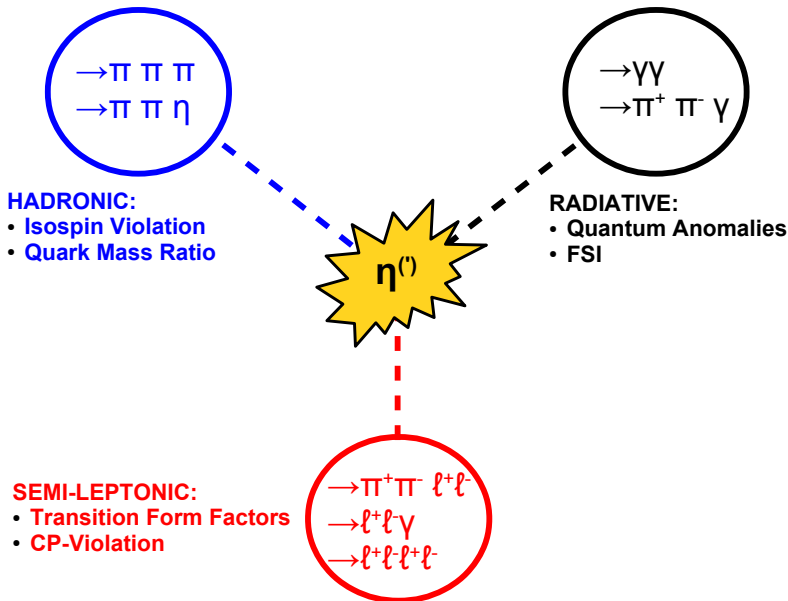 →π π π
→π π η
HADRONIC:
• Isospin Violation
• Quark Mass Ratio
→γγ
→π⁺ π⁻ γ
RADIATIVE:
• Quantum Anomalies
• FSI
η⁽'⁾
SEMI-LEPTONIC:
• Transition Form Factors
• CP-Violation
→π⁺π⁻ ℓ⁺ℓ⁻
→ℓ⁺ℓ⁻γ
→ℓ⁺ℓ⁻ℓ⁺ℓ⁻